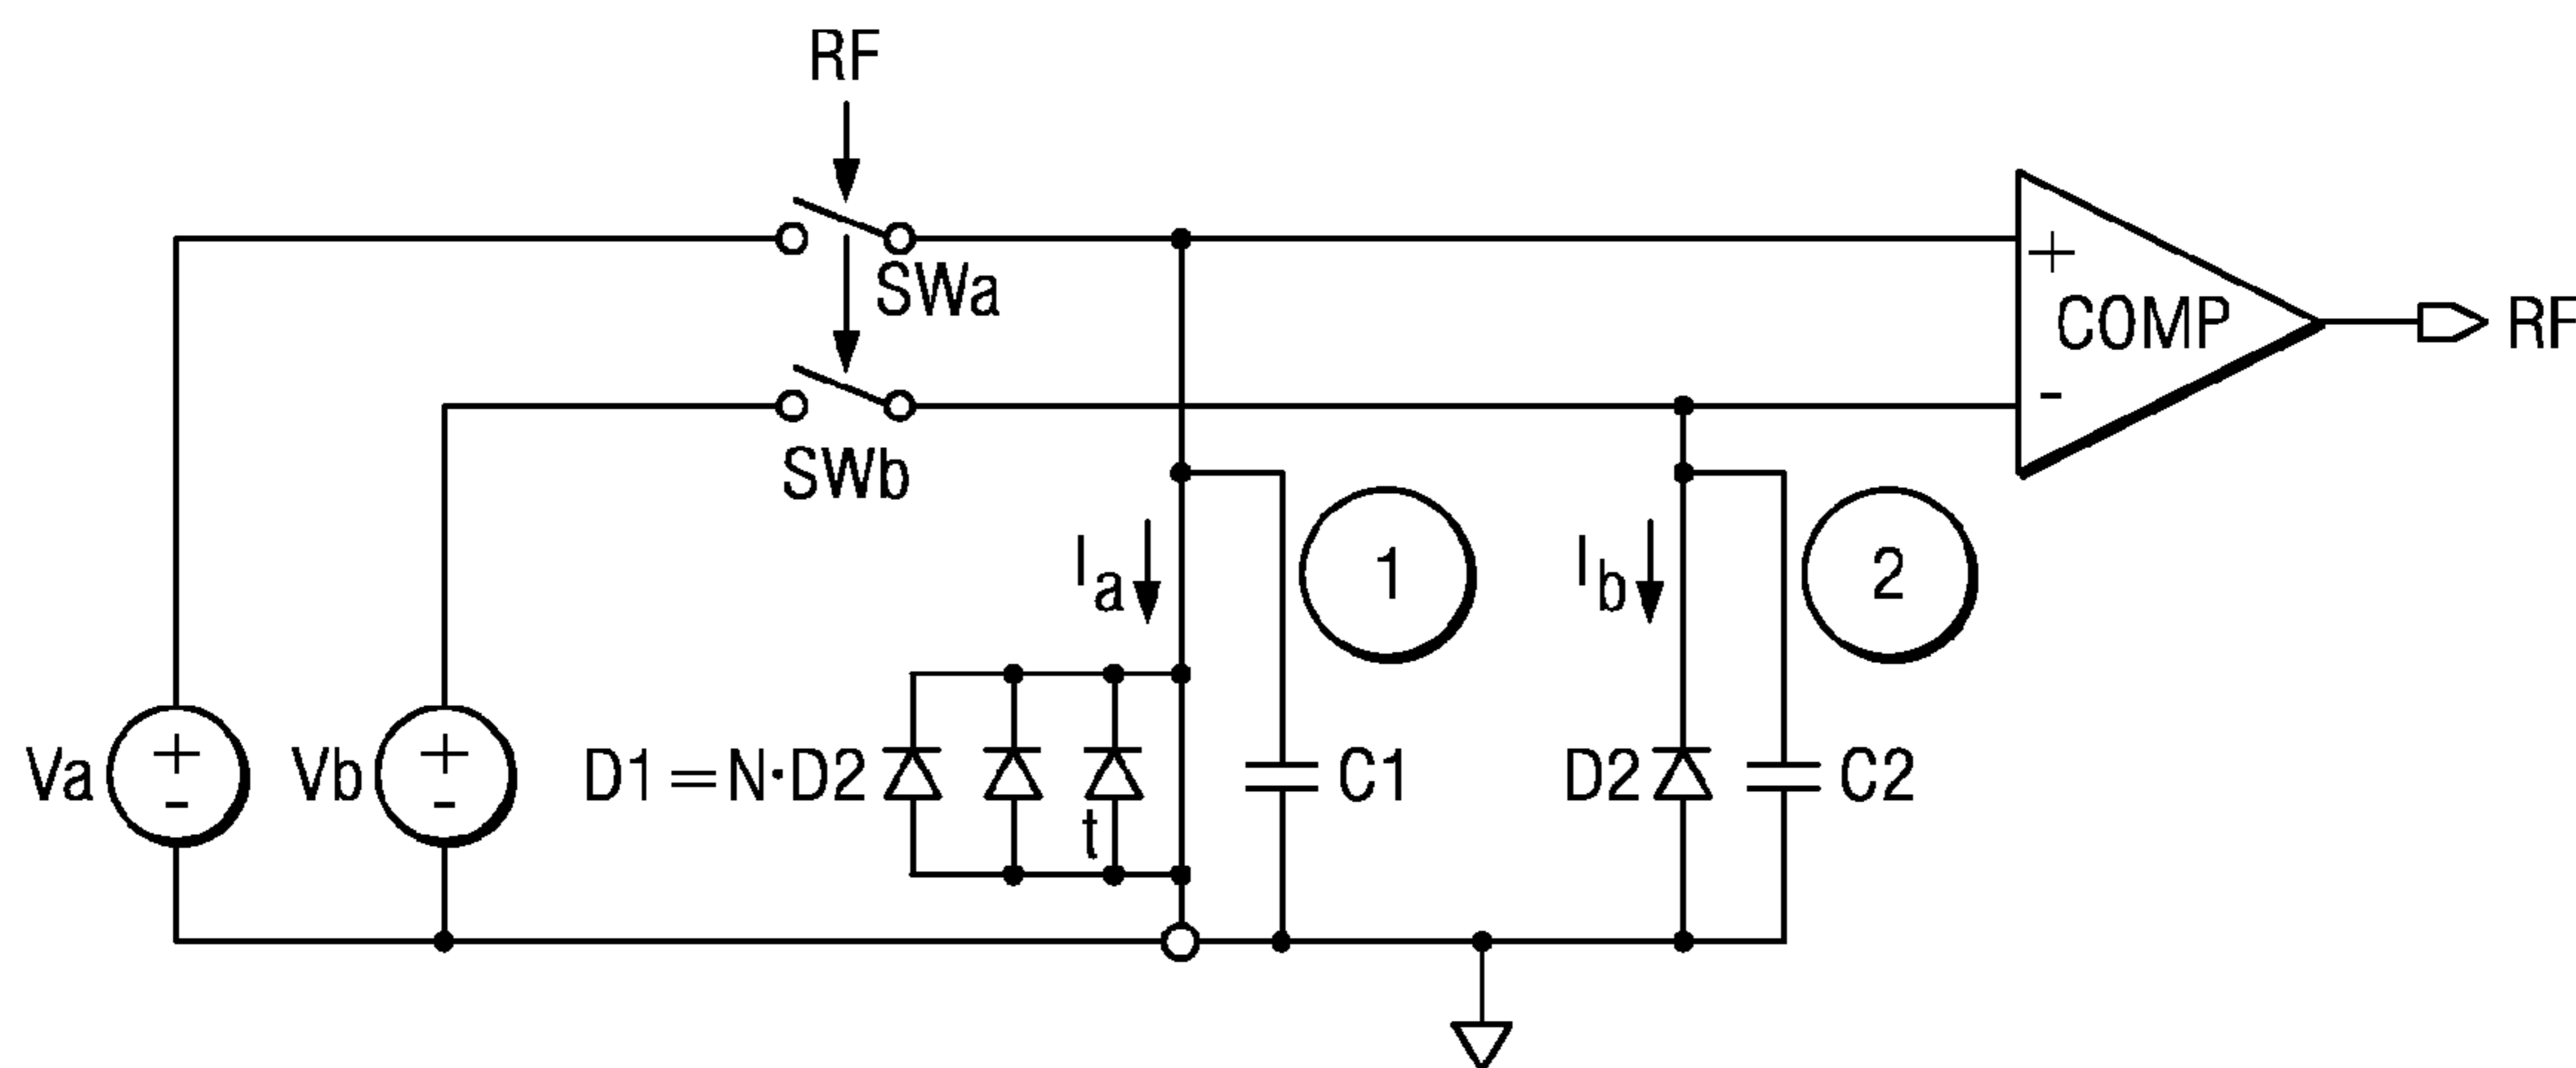 RF
SWa
SWb
+
COMP
-
RF
Ia
1
Ib
2
Va
+
-
Vb
+
-
D1=N·D2
t
C1
D2
C2